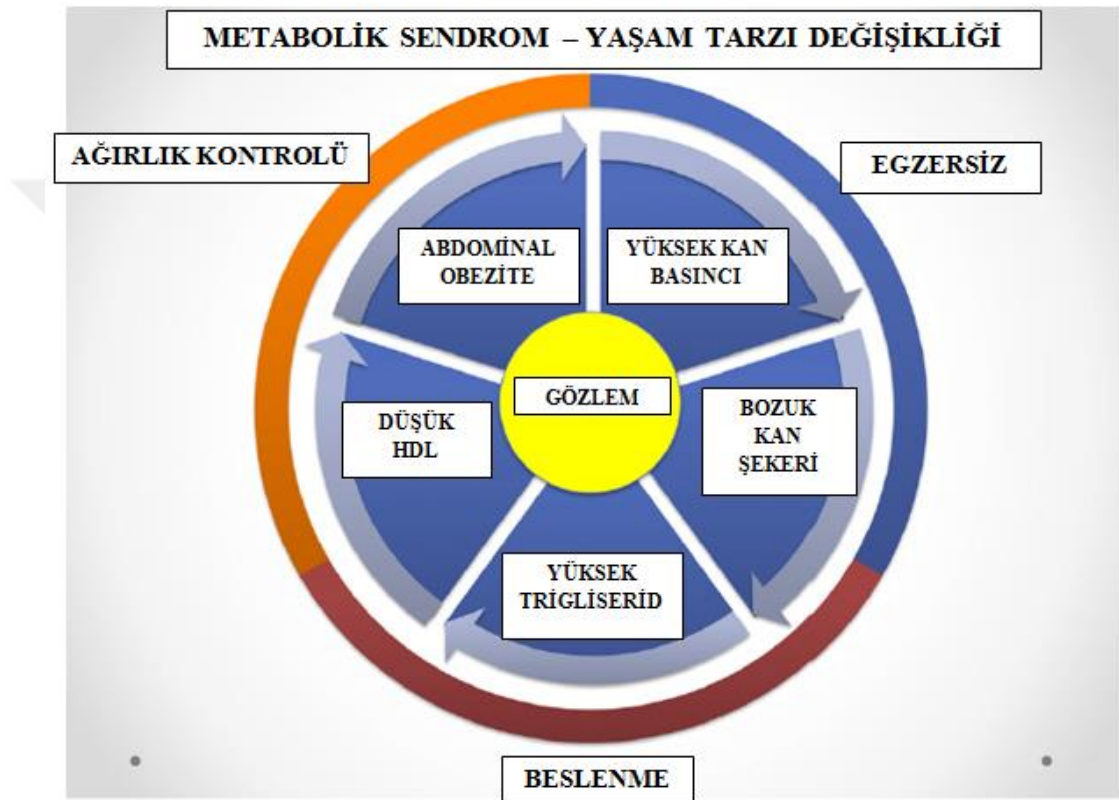 METABOLİK SENDROM – YAŞAM TARZI DEĞİŞİKLİĞİ
AĞIRLIK KONTROLÜ
EGZERSİZ
ABDOMİNAL
OBEZİTE
YÜKSEK KAN
BASINCI
GÖZLEM
DÜŞÜK
HDL
BOZUK
KAN
ŞEKERİ
YÜKSEK
TRİGLİSERİD
BESLENME